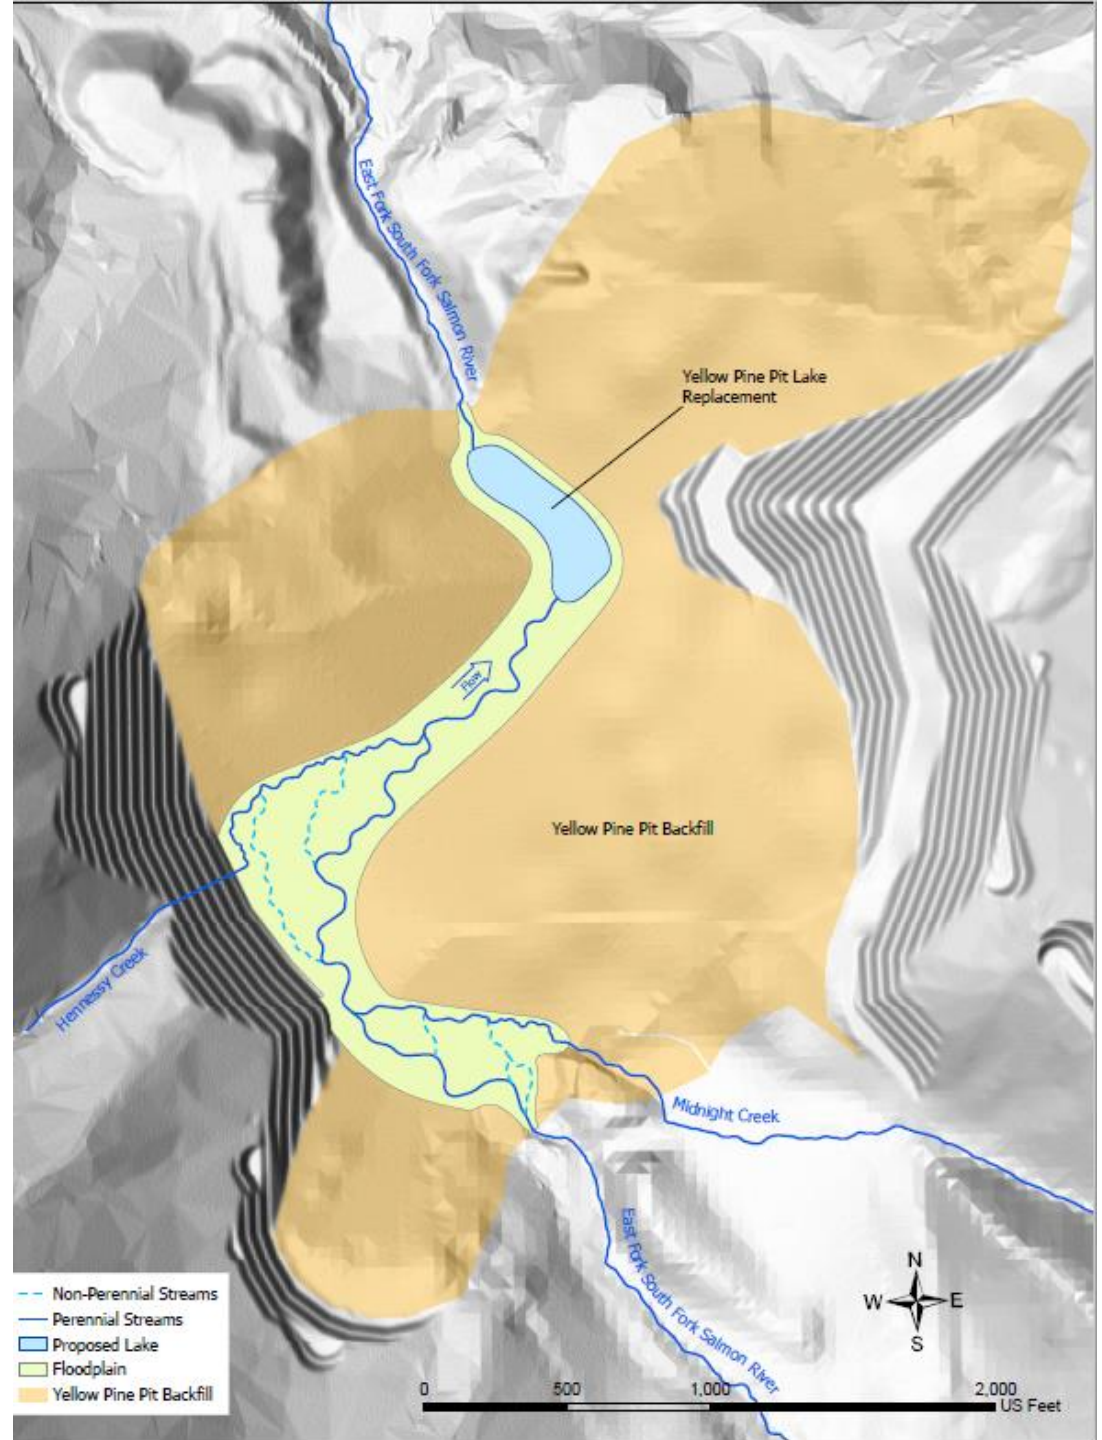 East Fork South Fork Salmon River
Yellow Pine Pit Lake
Replacement
Flow
Yellow Pine Pit Backfill
Hennessy Creek
Midnight Creek
East Fork South Fork Salmon River
N
W
E
S
Non-Perennial Streams
Perennial Streams
Proposed Lake
Floodplain
Yellow Pine Pit Backfill
0 500 1,000 2,000
US Feet